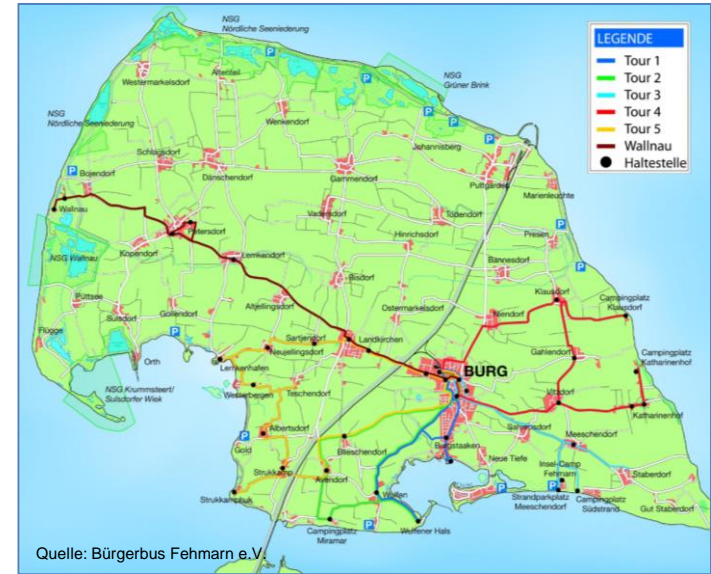 NSG
Nördliche Seeniederung
Altenteil
Westermarkelsdorf
NSG
Grüner Brink
Wenkendorf
NSG
Nördliche Seeniederung
Johannisberg
Schlagsdorf
Dänschendorf
Gammendorf
Puttgarden
Bojendorf
Marienleuchte
Wallnau
Vadersdorf
Todendorf
Petersdorf
Hinrichsdorf
Presen
Kopendorf
NSG Wallnau
Lemkendorf
Bannesdorf
Bisdorf
Klausdorf
Campingplatz
Klausdorf
Püttsee
Altjellingsdorf
Gollendorf
Sulsdorf
Ostermarkelsdorf
Niendorf
Flügge
Sartjendorf
Landkirchen
Orth
Neujellingsdorf
Gahlendorf
Campingplatz
Katharinenhof
Lemkenhafen
BURG
NSG Krummsteert/
Sulsdorfer Wiek
Westerbergen
Teschendorf
Vitzdorf
Katharinenhof
Albertsdorf
Sahrensdorf
Gold
Blieschendorf
Burgstaaken
Meeschendorf
Neue Tiefe
Insel-Camp
Fehmarn
Staberdorf
Strukkamp
Avendorf
Strukkamphuk
Wulfen
Strandparkplatz
Meeschendorf
Campingplatz
Südstrand
Gut Staberdorf
Campingplatz
Miramar
Wulfener Hals
P
P
P
P
P
P
P
P
P
P
P
P
LEGENDE
Tour 1
Tour 2
Tour 3
Tour 4
Tour 5
Wallnau
Haltestelle
Quelle: Bürgerbus Fehmarn e.V.